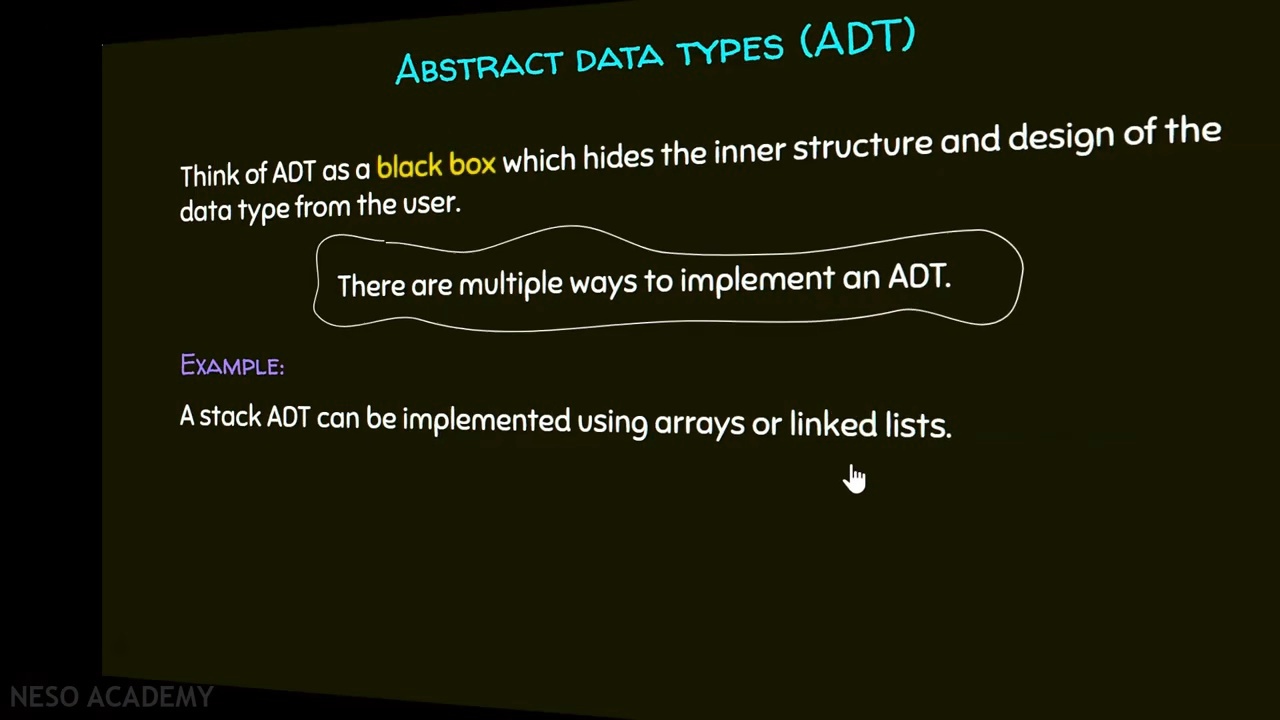 ABSTRACT DATA TYPES (ADT)
Think of ADT as a black box which hides the inner structure and design of the
data type from the user.
There are multiple ways to implement an ADT.
EXAMPLE:
A stack ADT can be implemented using arrays or linked lists.
NESO ACADEMY